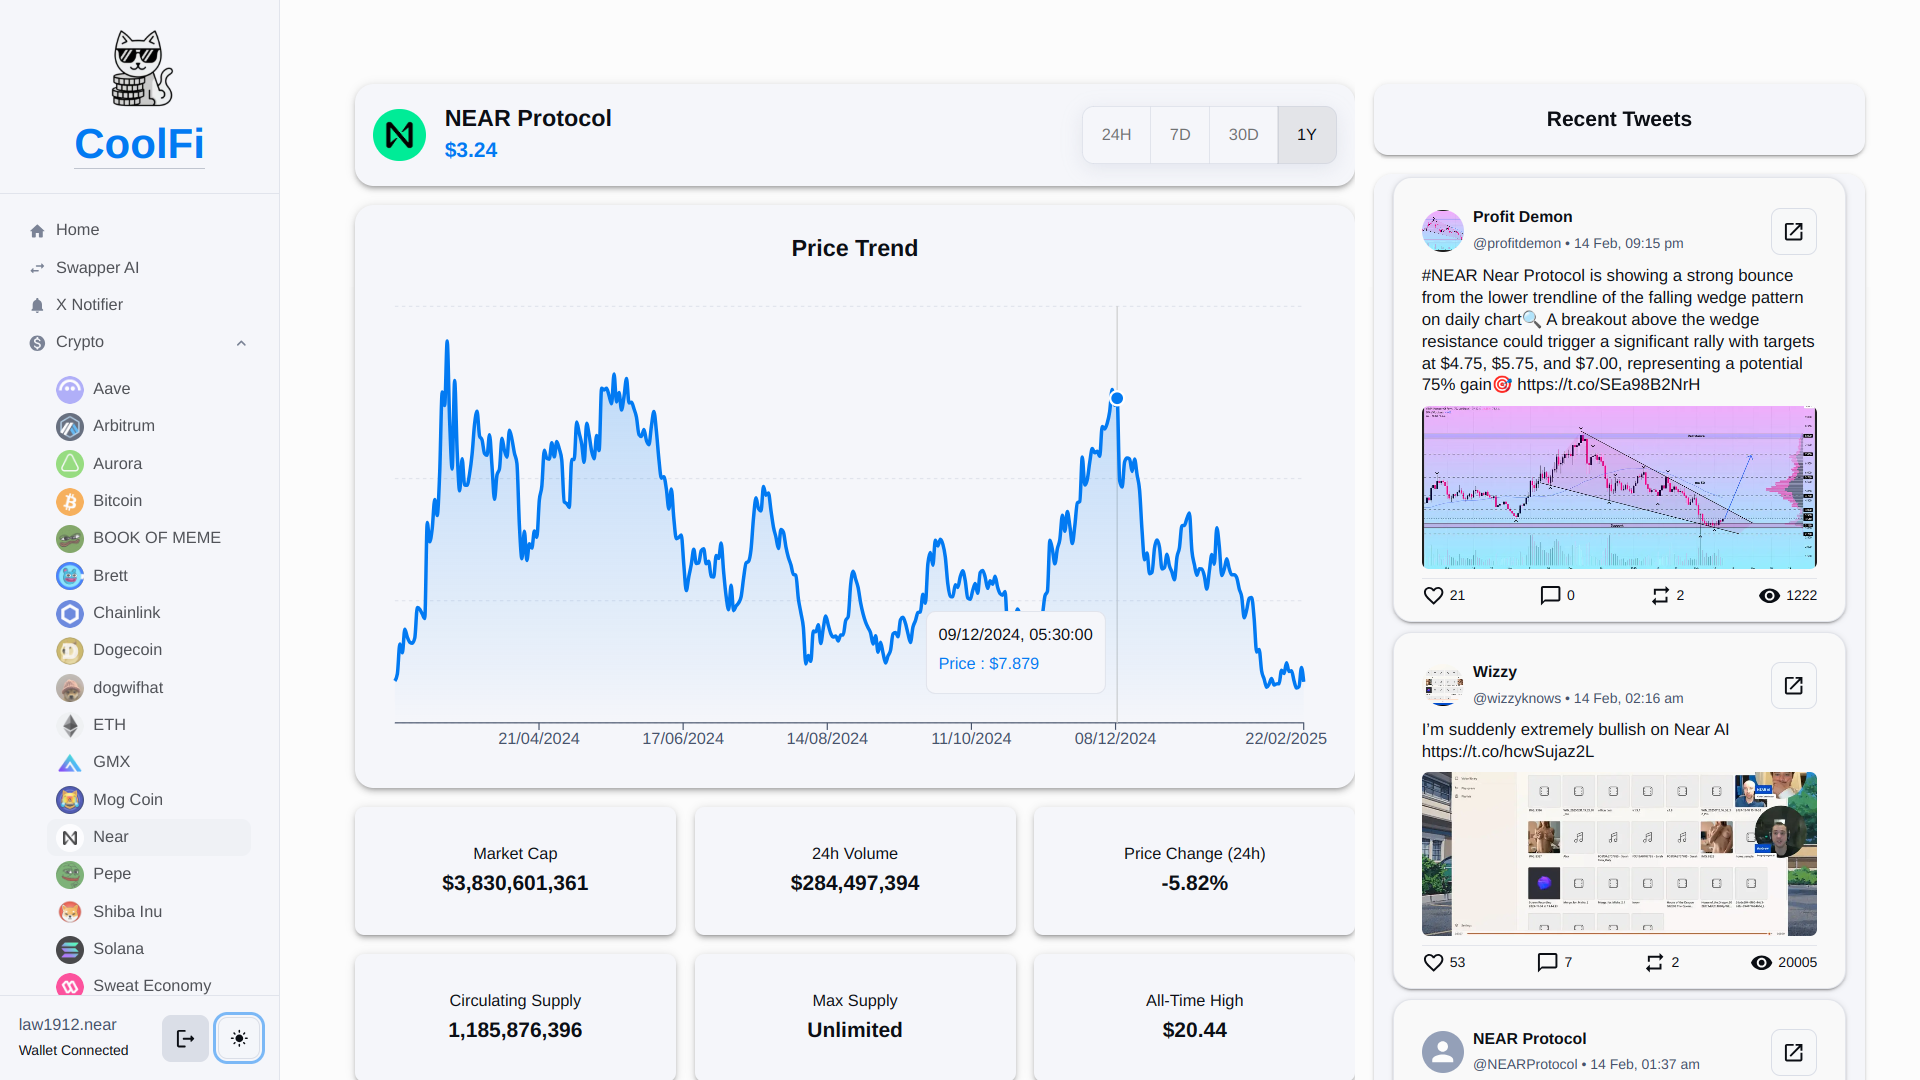 CoolFi
Home
Swapper AI
X Notifier
Crypto
Aave
Arbitrum
Aurora
Bitcoin
BOOK OF MEME
Brett
Chainlink
Dogecoin
dogwifhat
ETH
GMX
Mog Coin
Near
Pepe
Shiba Inu
Solana
Sweat Economy
law1912.near
Wallet Connected
NEAR Protocol
$3.24
24H 7D 30D 1Y
Price Trend
09/12/2024, 05:30:00
Price : $7.879
21/04/2024 17/06/2024 14/08/2024 11/10/2024 08/12/2024 22/02/2025
Market Cap
$3,830,601,361
24h Volume
$284,497,394
Price Change (24h)
-5.82%
Circulating Supply
1,185,876,396
Max Supply
Unlimited
All-Time High
$20.44
Recent Tweets
Profit Demon
@profitdemon • 14 Feb, 09:15 pm
#NEAR Near Protocol is showing a strong bounce
from the lower trendline of the falling wedge pattern
on daily chart🔍 A breakout above the wedge
resistance could trigger a significant rally with targets
at $4.75, $5.75, and $7.00, representing a potential
75% gain🎯 https://t.co/SEa98B2NrH
21 0 2 1222
Wizzy
@wizzyknows • 14 Feb, 02:16 am
I'm suddenly extremely bullish on Near AI
https://t.co/hcwSujaz2L
53 7 2 20005
NEAR Protocol
@NEARProtocol • 14 Feb, 01:37 am